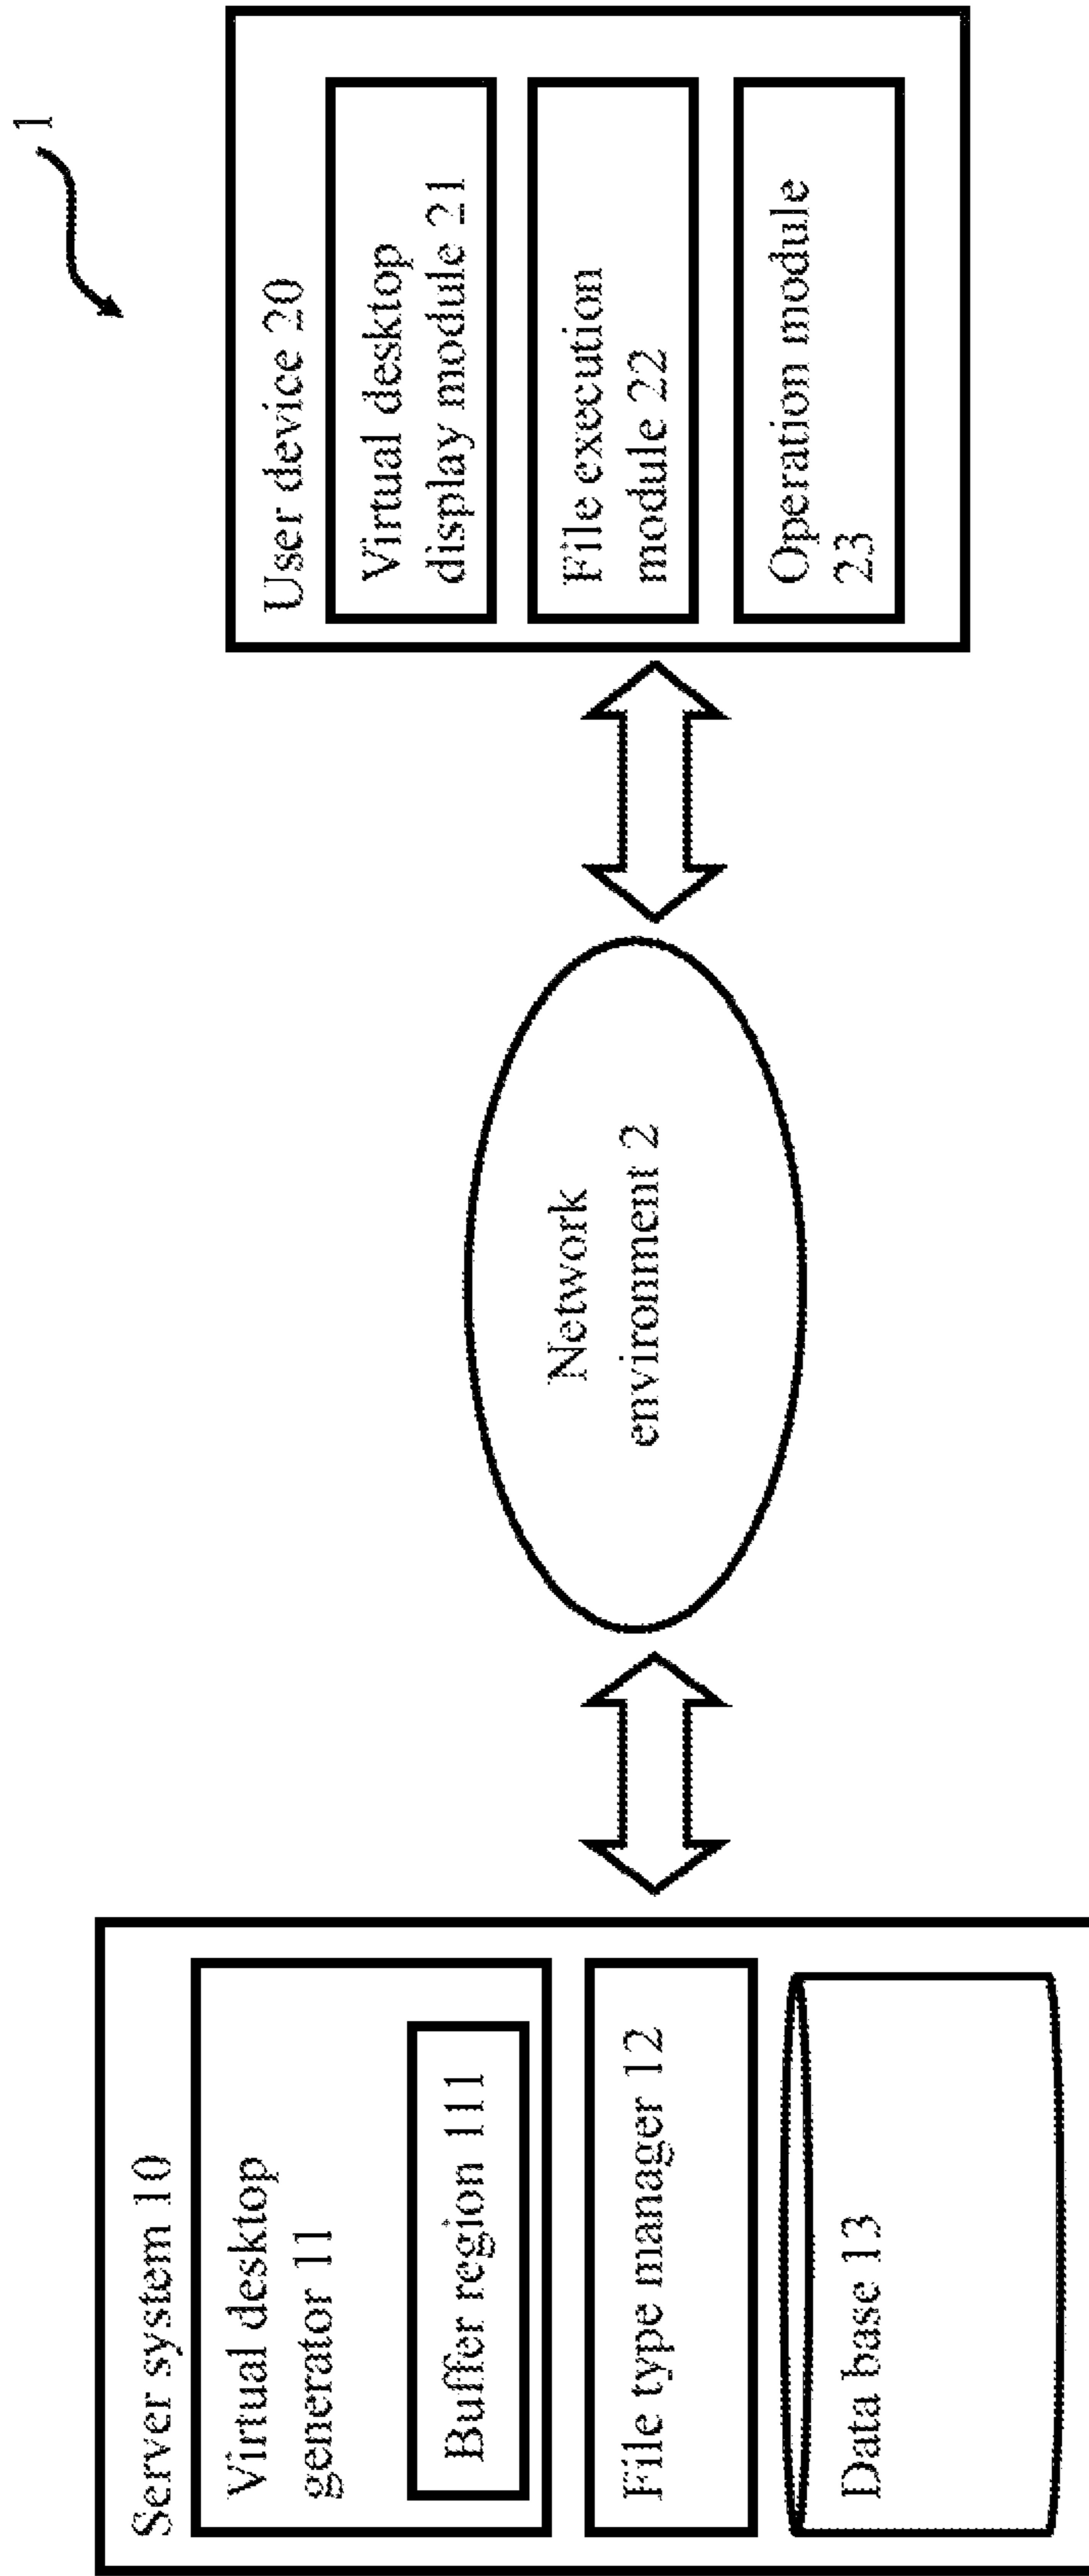 1
Server system 10
Virtual desktop
generator 11
Buffer region 111
File type manager 12
Data base 13
Network
environment 2
User device 20
Virtual desktop
display module 21
File execution
module 22
Operation module
23